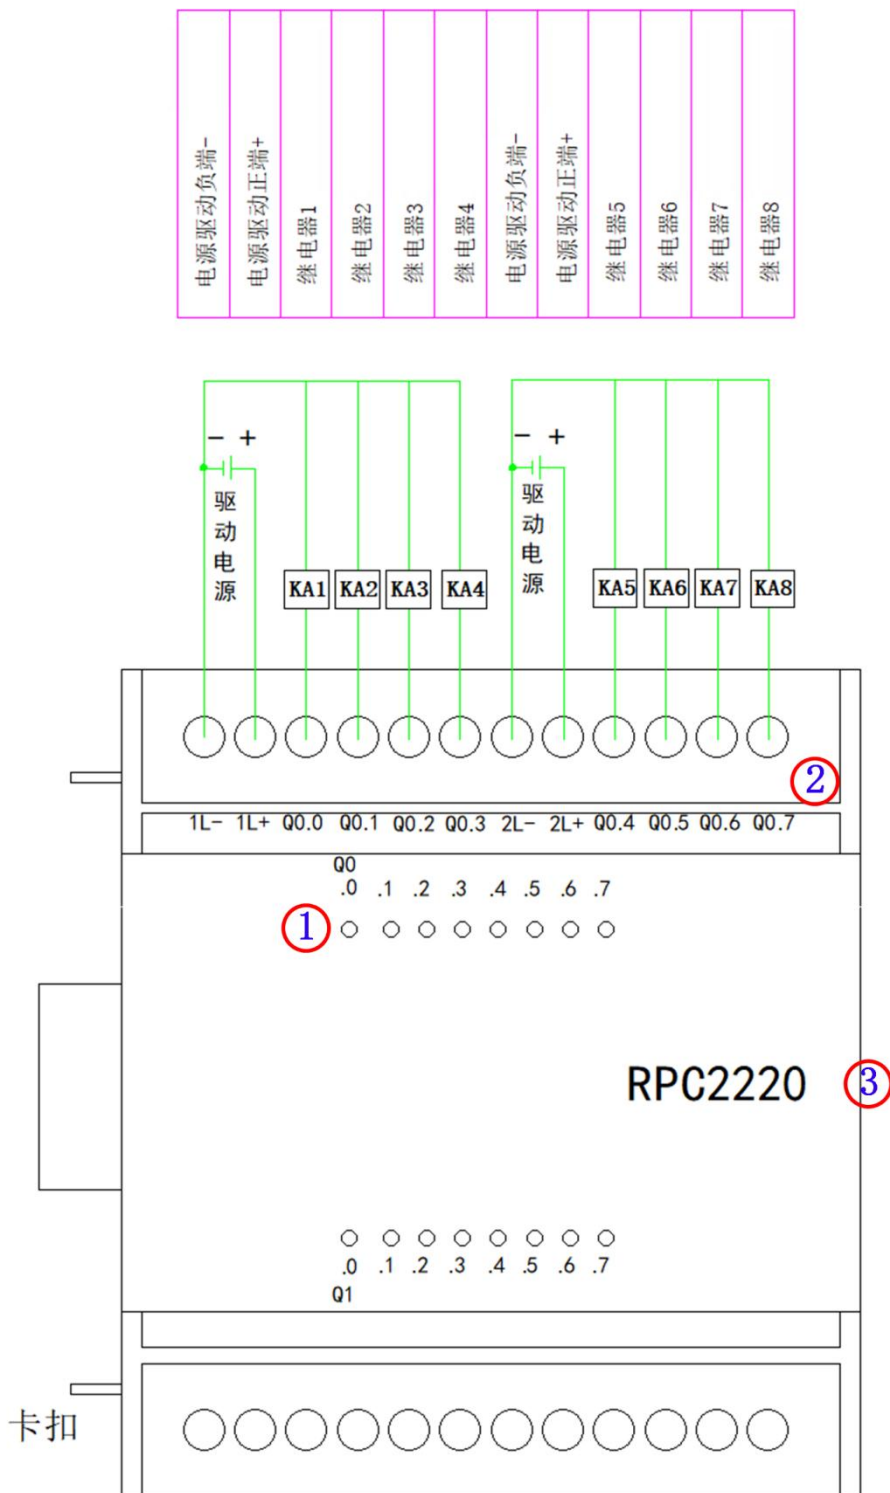 电源驱动负端-
电源驱动正端+
继电器1
继电器2
继电器3
继电器4
电源驱动负端-
电源驱动正端+
继电器5
继电器6
继电器7
继电器8
- +
- +
驱动电源
驱动电源
KA1 KA2 KA3 KA4 KA5 KA6 KA7 KA8
②
1L- 1L+ Q0.0 Q0.1 Q0.2 Q0.3 2L- 2L+ Q0.4 Q0.5 Q0.6 Q0.7
Q0
.0 .1 .2 .3 .4 .5 .6 .7
①
RPC2220
③
.0 .1 .2 .3 .4 .5 .6 .7
Q1
卡扣